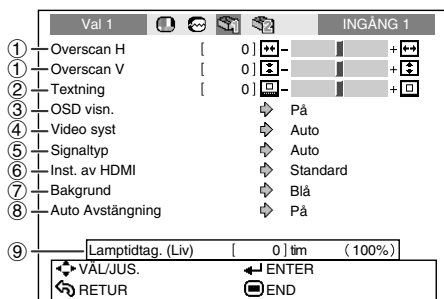 Val 1 INGÅNG 1
① Overscan H [ 0 ] - +
① Overscan V [ 0 ] - +
② Textning [ 0 ] - +
③ OSD visn. På
④ Video syst Auto
⑤ Signaltyp Auto
⑥ Inst. av HDMI Standard
⑦ Bakgrund Blå
⑧ Auto Avstängning På
⑨ Lamptidtag. (Liv) [ 0 ] tim (100%)
VÄL/JUS. ENTER
RETUR END